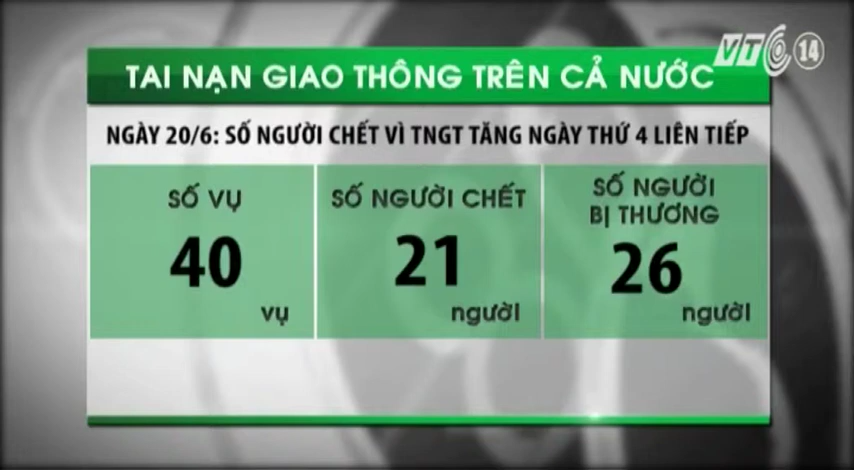 VTC 14
TAI NẠN GIAO THÔNG TRÊN CẢ NƯỚC
NGÀY 20/6: SỐ NGƯỜI CHẾT VÌ TNGT TĂNG NGÀY THỨ 4 LIÊN TIẾP
SỐ VỤ
40
vụ
SỐ NGƯỜI CHẾT
21
người
SỐ NGƯỜI
BỊ THƯƠNG
26
người